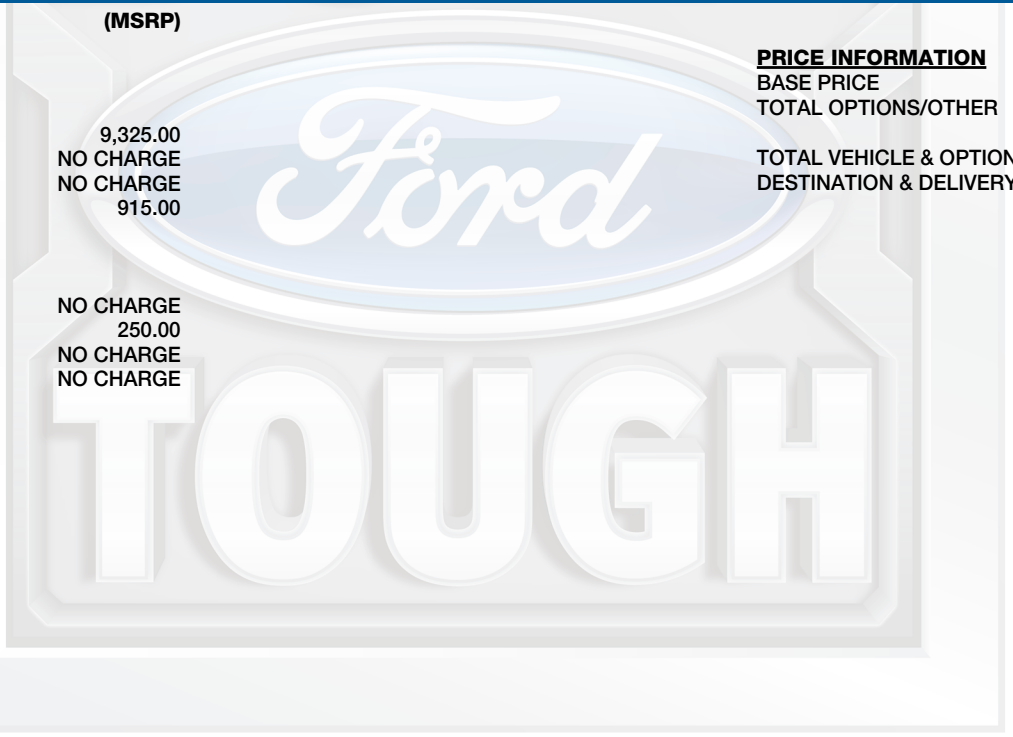 (MSRP)
9,325.00
NO CHARGE
NO CHARGE
915.00
NO CHARGE
250.00
NO CHARGE
NO CHARGE
PRICE INFORMATION
BASE PRICE
TOTAL OPTIONS/OTHER
TOTAL VEHICLE & OPTION
DESTINATION & DELIVERY
Ford
TOUGH